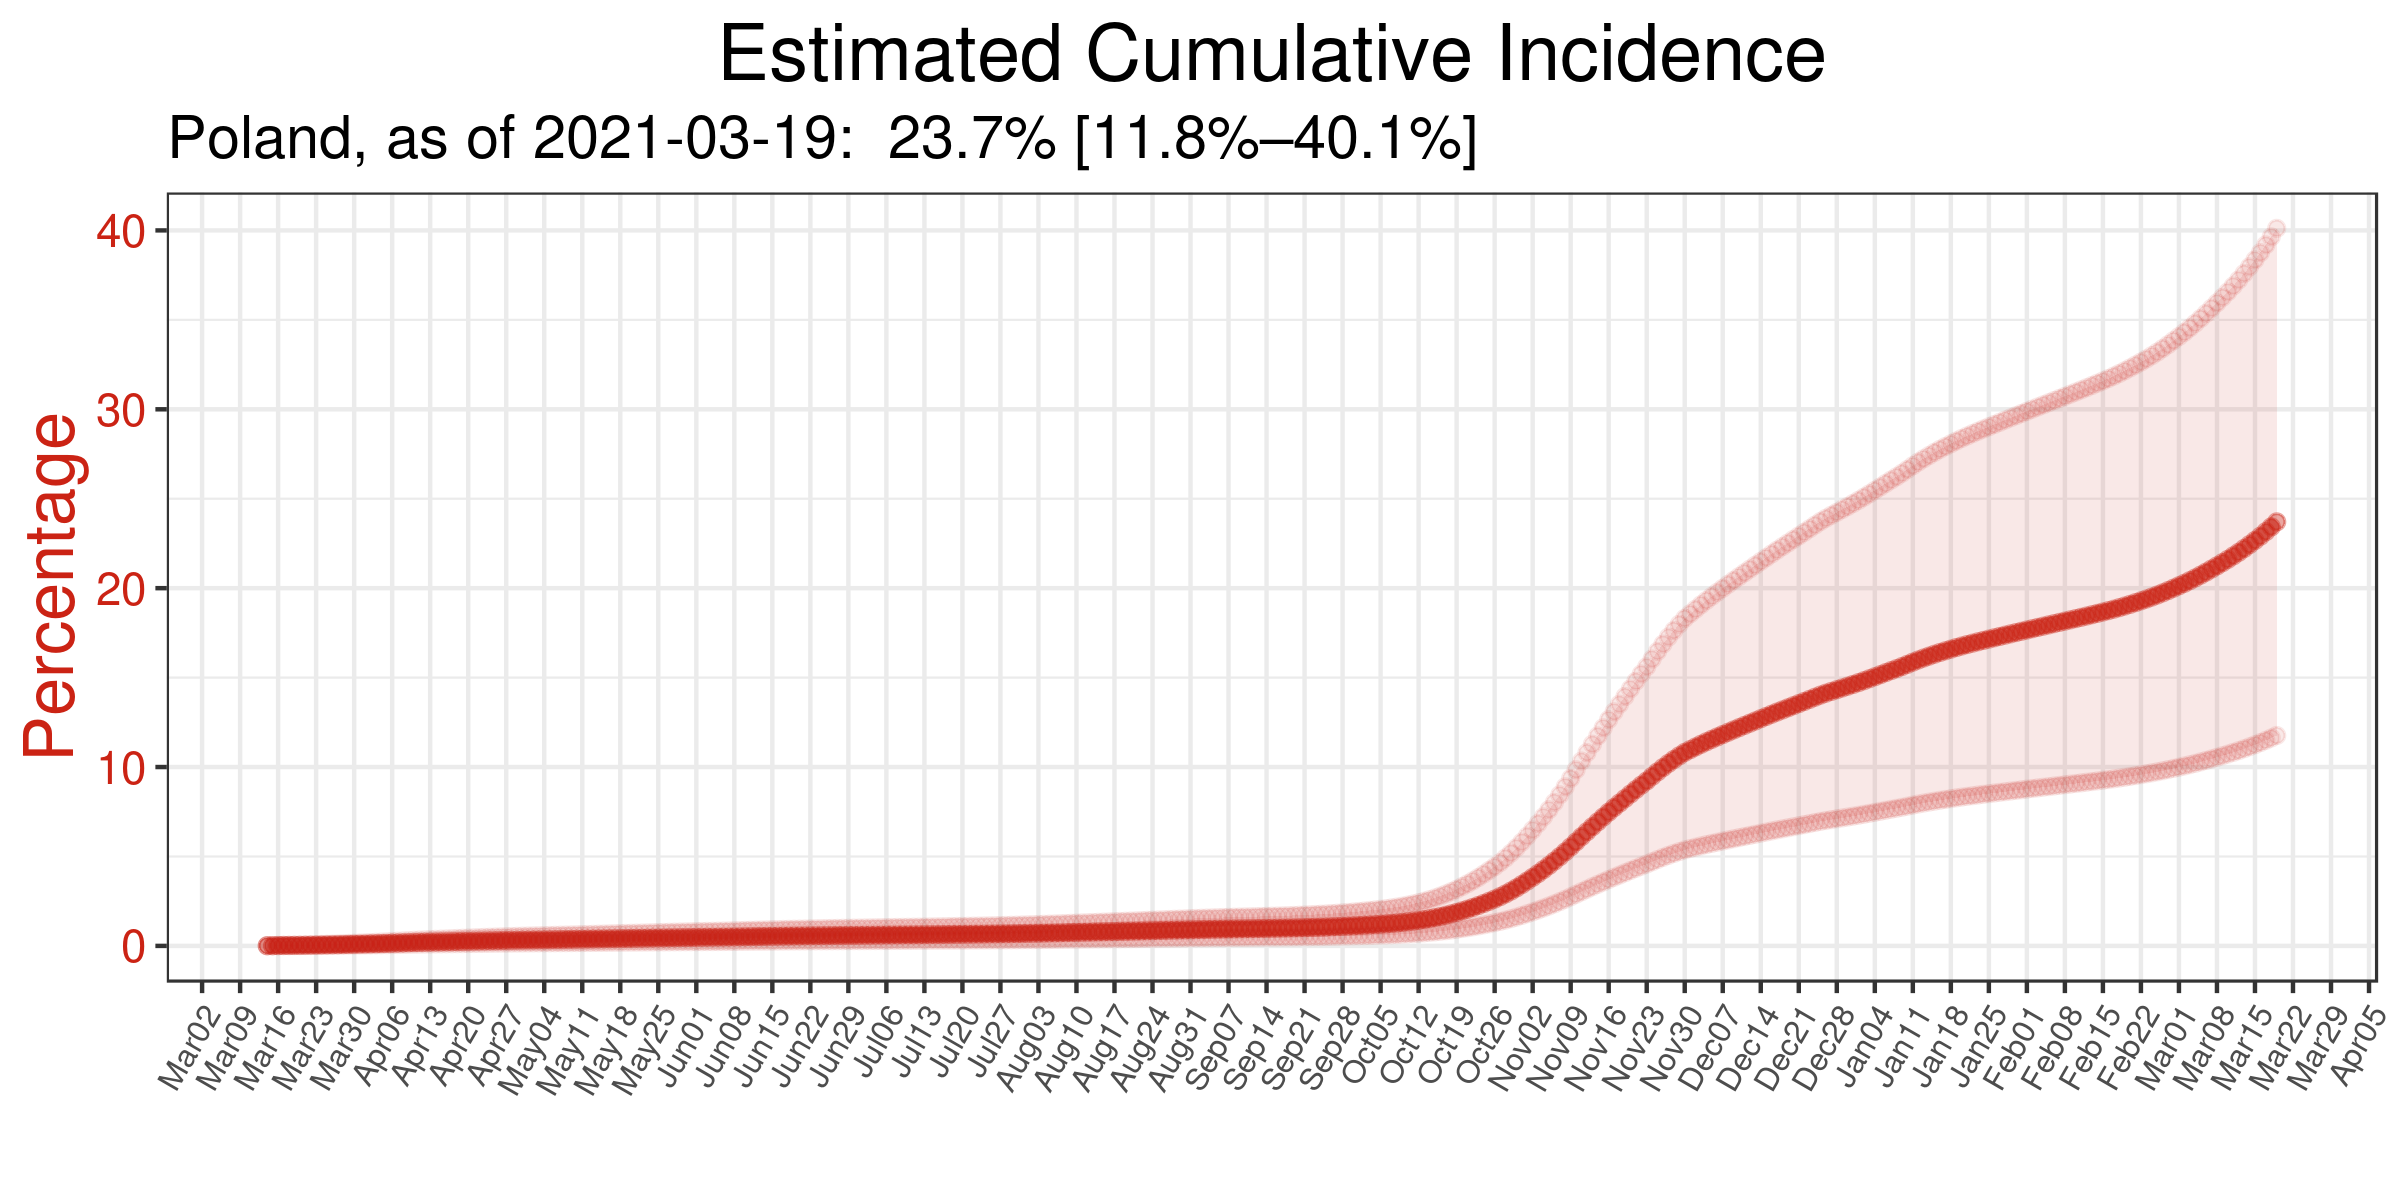 Estimated Cumulative Incidence
Poland, as of 2021-03-19:  23.7% [11.8%–40.1%]
Percentage
40
30
20
10
0
Mar02
Mar09
Mar16
Mar23
Mar30
Apr06
Apr13
Apr20
Apr27
May04
May11
May18
May25
Jun01
Jun08
Jun15
Jun22
Jun29
Jul06
Jul13
Jul20
Jul27
Aug03
Aug10
Aug17
Aug24
Aug31
Sep07
Sep14
Sep21
Sep28
Oct05
Oct12
Oct19
Oct26
Nov02
Nov09
Nov16
Nov23
Nov30
Dec07
Dec14
Dec21
Dec28
Dec04
Jan11
Jan18
Jan25
Feb01
Feb08
Feb15
Feb22
Mar01
Mar08
Mar15
Mar22
Mar29
Apr05